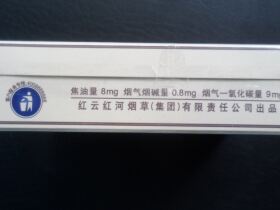 焦油量 8mg 烟气烟碱量 0.8mg 烟气一氧化碳量 9mg
红云红河烟草(集团)有限责任公司出品